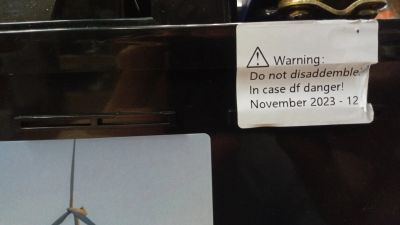 ⚠ Warning:
Do not disaddemble
In case df danger!
November 2023 - 12